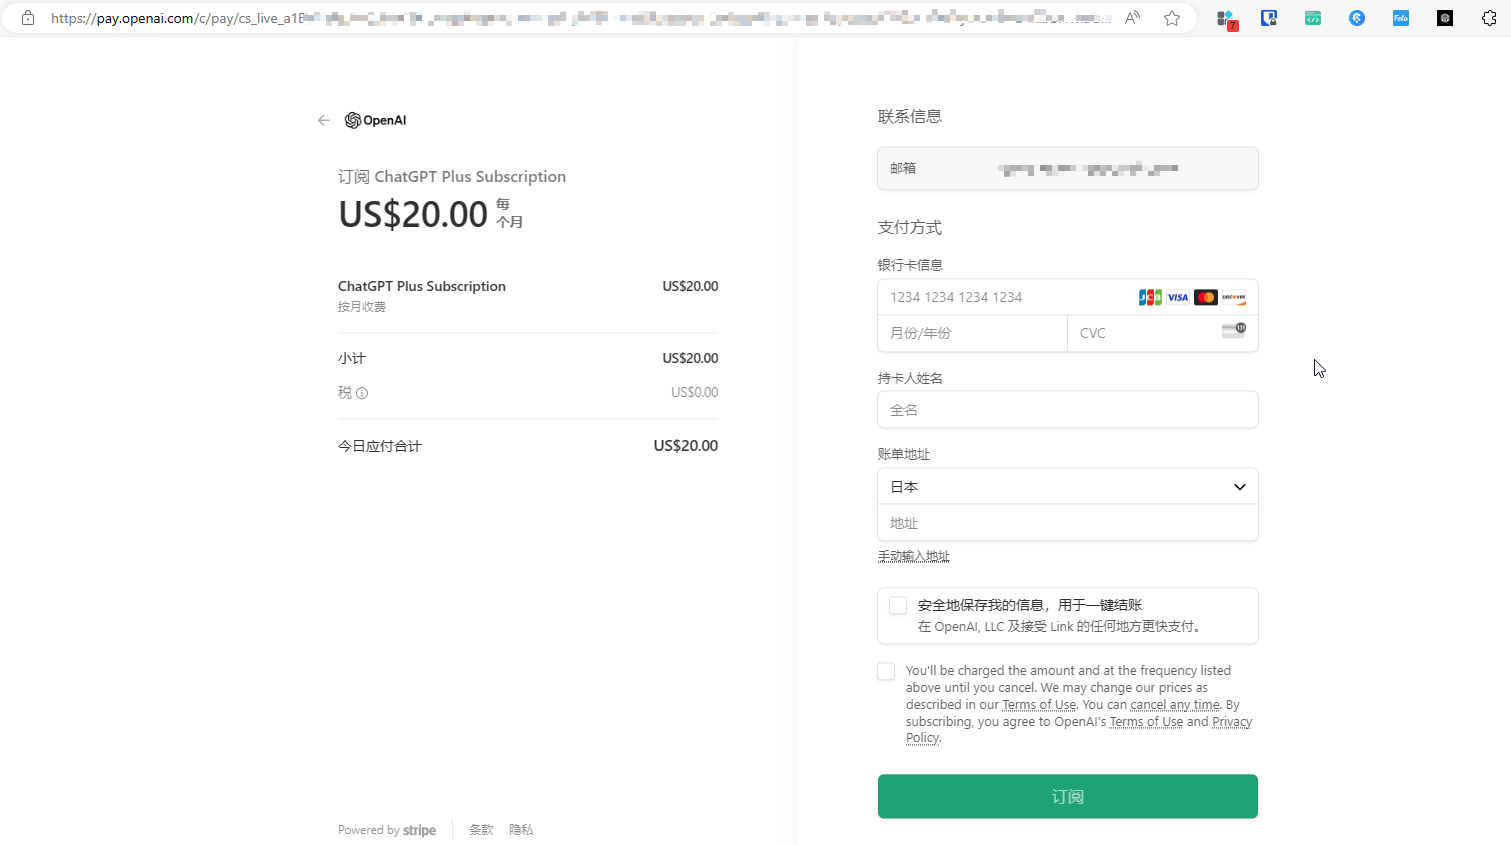 https://pay.openai.com/c/pay/cs_live_a1
7
Felo
OpenAI
订阅 ChatGPT Plus Subscription
US$20.00 每
个月
ChatGPT Plus Subscription US$20.00
按月收费
小计 US$20.00
税 US$0.00
今日应付合计 US$20.00
Powered by stripe 条款 隐私
联系信息
邮箱
支付方式
银行卡信息
1234 1234 1234 1234 JCB VISA DISCOVER
月份/年份 CVC
持卡人姓名
全名
账单地址
日本
地址
手动输入地址
安全地保存我的信息，用于一键结账
在 OpenAI, LLC 及接受 Link 的任何地方更快支付。
You'll be charged the amount and at the frequency listed
above until you cancel. We may change our prices as
described in our Terms of Use. You can cancel any time. By
subscribing, you agree to OpenAI's Terms of Use and Privacy
Policy.
订阅